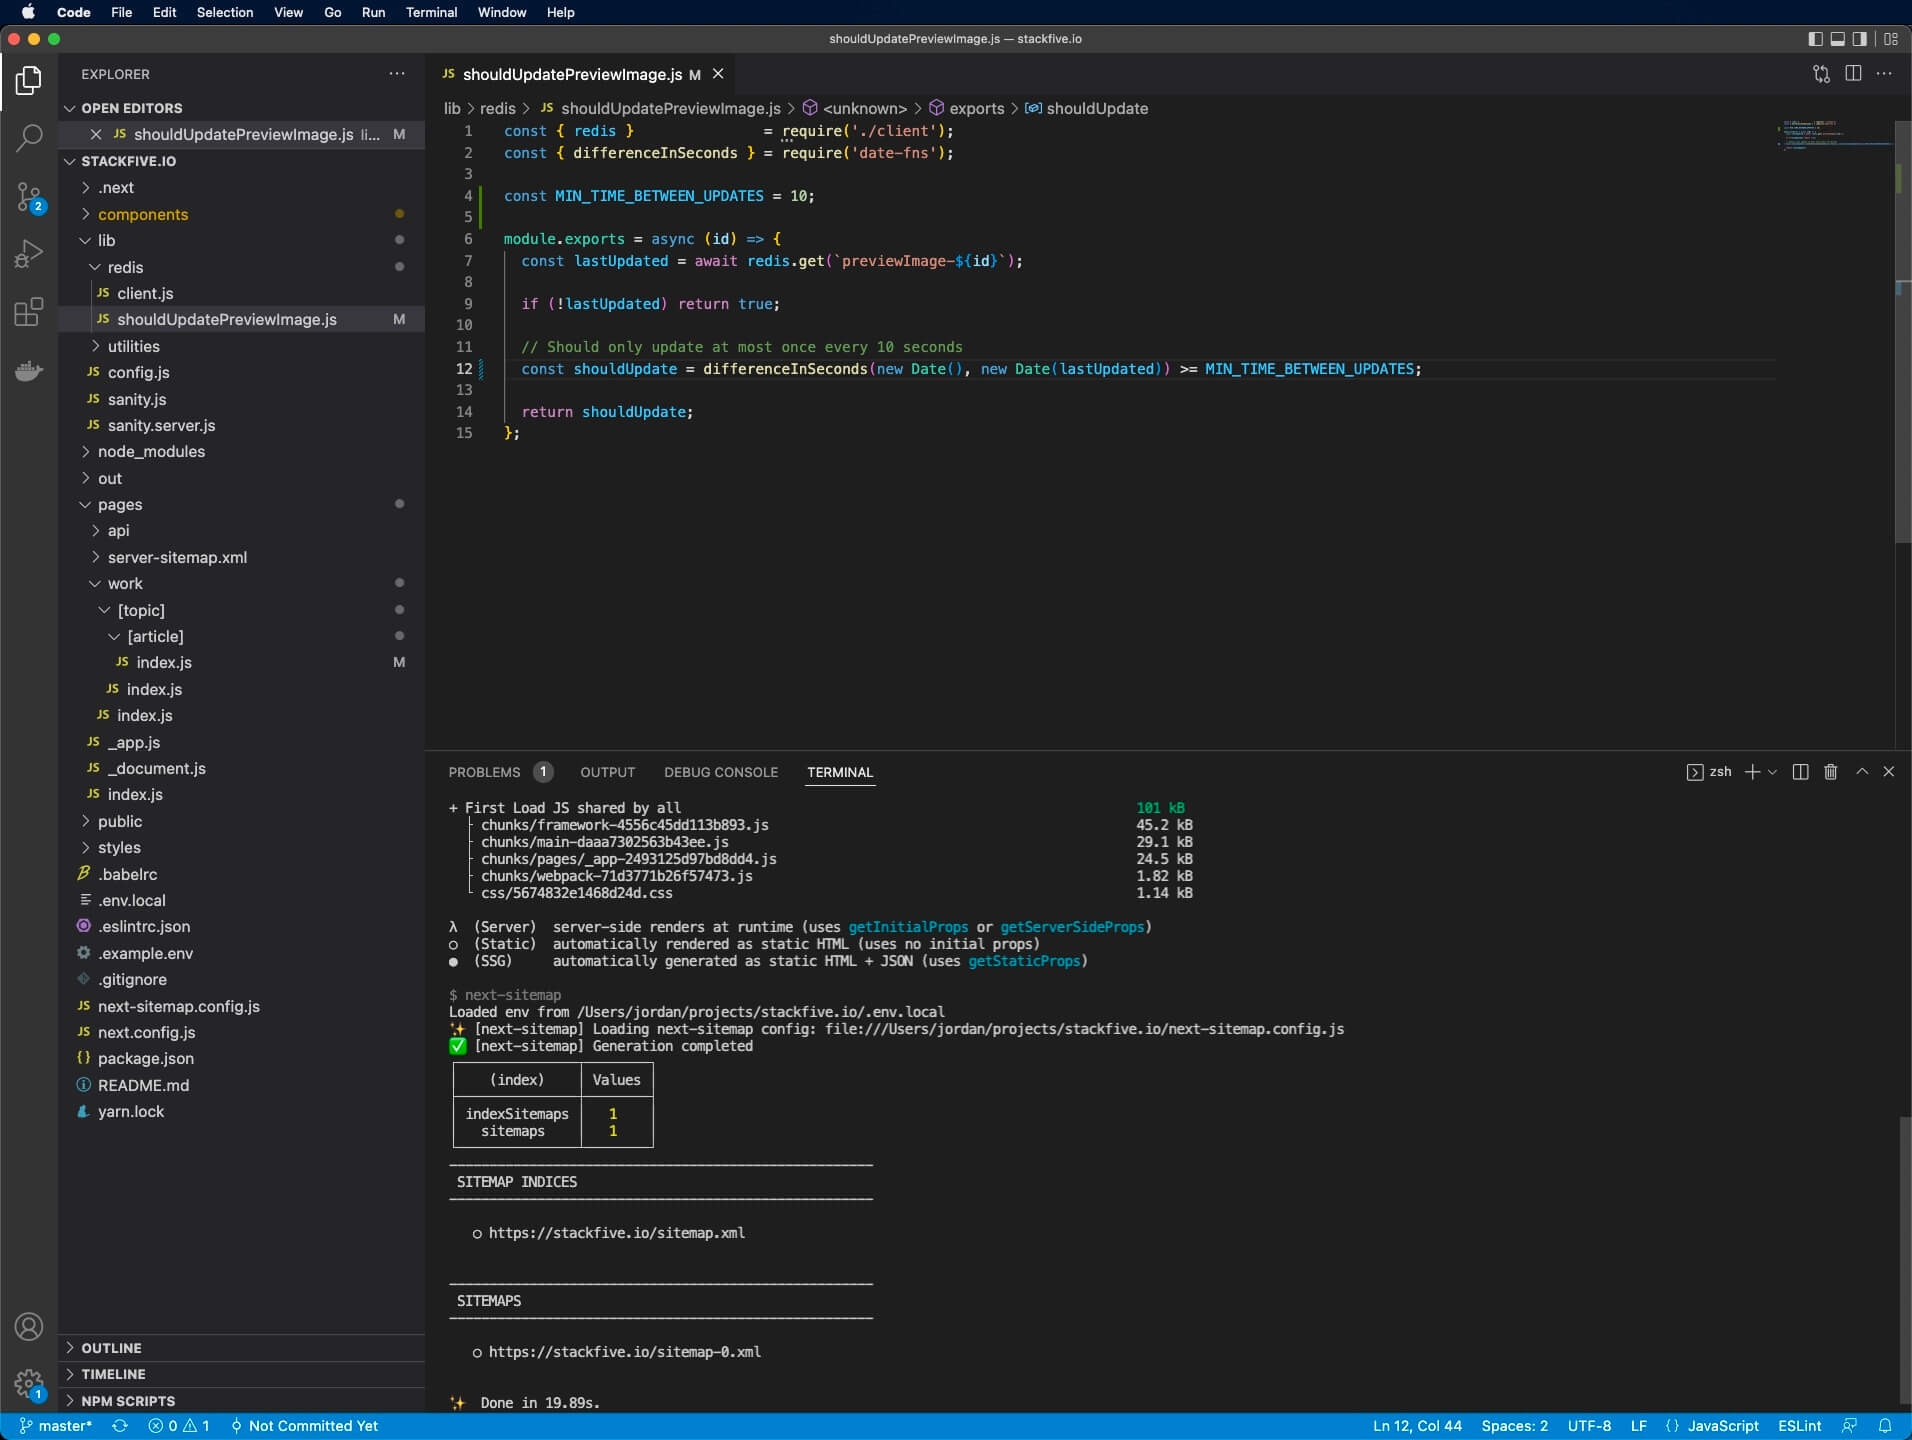 Code File Edit Selection View Go Run Terminal Window Help
shouldUpdatePreviewImage.js — stackfive.io
EXPLORER
OPEN EDITORS
JS shouldUpdatePreviewImage.js li... M
STACKFIVE.IO
.next
components
lib
redis
JS client.js
JS shouldUpdatePreviewImage.js M
utilities
JS config.js
JS sanity.js
JS sanity.server.js
node_modules
out
pages
api
server-sitemap.xml
work
[topic]
[article]
JS index.js M
JS index.js
JS index.js
JS _app.js
JS _document.js
JS index.js
public
styles
.babelrc
.env.local
.eslintrc.json
.example.env
.gitignore
JS next-sitemap.config.js
JS next.config.js
{} package.json
README.md
yarn.lock
OUTLINE
TIMELINE
NPM SCRIPTS
2
1
JS shouldUpdatePreviewImage.js M
lib > redis > JS shouldUpdatePreviewImage.js > <unknown> > exports > shouldUpdate
1 const { redis } = require('./client');
2 const { differenceInSeconds } = require('date-fns');
3
4 const MIN_TIME_BETWEEN_UPDATES = 10;
5
6 module.exports = async (id) => {
7 const lastUpdated = await redis.get(`previewImage-${id}`);
8
9 if (!lastUpdated) return true;
10
11 // Should only update at most once every 10 seconds
12 const shouldUpdate = differenceInSeconds(new Date(), new Date(lastUpdated)) >= MIN_TIME_BETWEEN_UPDATES;
13
14 return shouldUpdate;
15 };
PROBLEMS 1 OUTPUT DEBUG CONSOLE TERMINAL
zsh
+ First Load JS shared by all 101 kB
├ chunks/framework-4556c45dd113b893.js 45.2 kB
├ chunks/main-daaa7302563b43ee.js 29.1 kB
├ chunks/pages/_app-2493125d97bd8dd4.js 24.5 kB
├ chunks/webpack-71d3771b26f57473.js 1.82 kB
└ css/5674832e1468d24d.css 1.14 kB
λ (Server) server-side renders at runtime (uses getInitialProps or getServerSideProps)
○ (Static) automatically rendered as static HTML (uses no initial props)
● (SSG) automatically generated as static HTML + JSON (uses getStaticProps)
$ next-sitemap
Loaded env from /Users/jordan/projects/stackfive.io/.env.local
✨ [next-sitemap] Loading next-sitemap config: file:///Users/jordan/projects/stackfive.io/next-sitemap.config.js
✅ [next-sitemap] Generation completed
(index) Values
indexSitemaps 1
sitemaps 1
SITEMAP INDICES
○ https://stackfive.io/sitemap.xml
SITEMAPS
○ https://stackfive.io/sitemap-0.xml
✨ Done in 19.89s.
master* 0 1 Not Committed Yet
Ln 12, Col 44 Spaces: 2 UTF-8 LF {} JavaScript ESLint